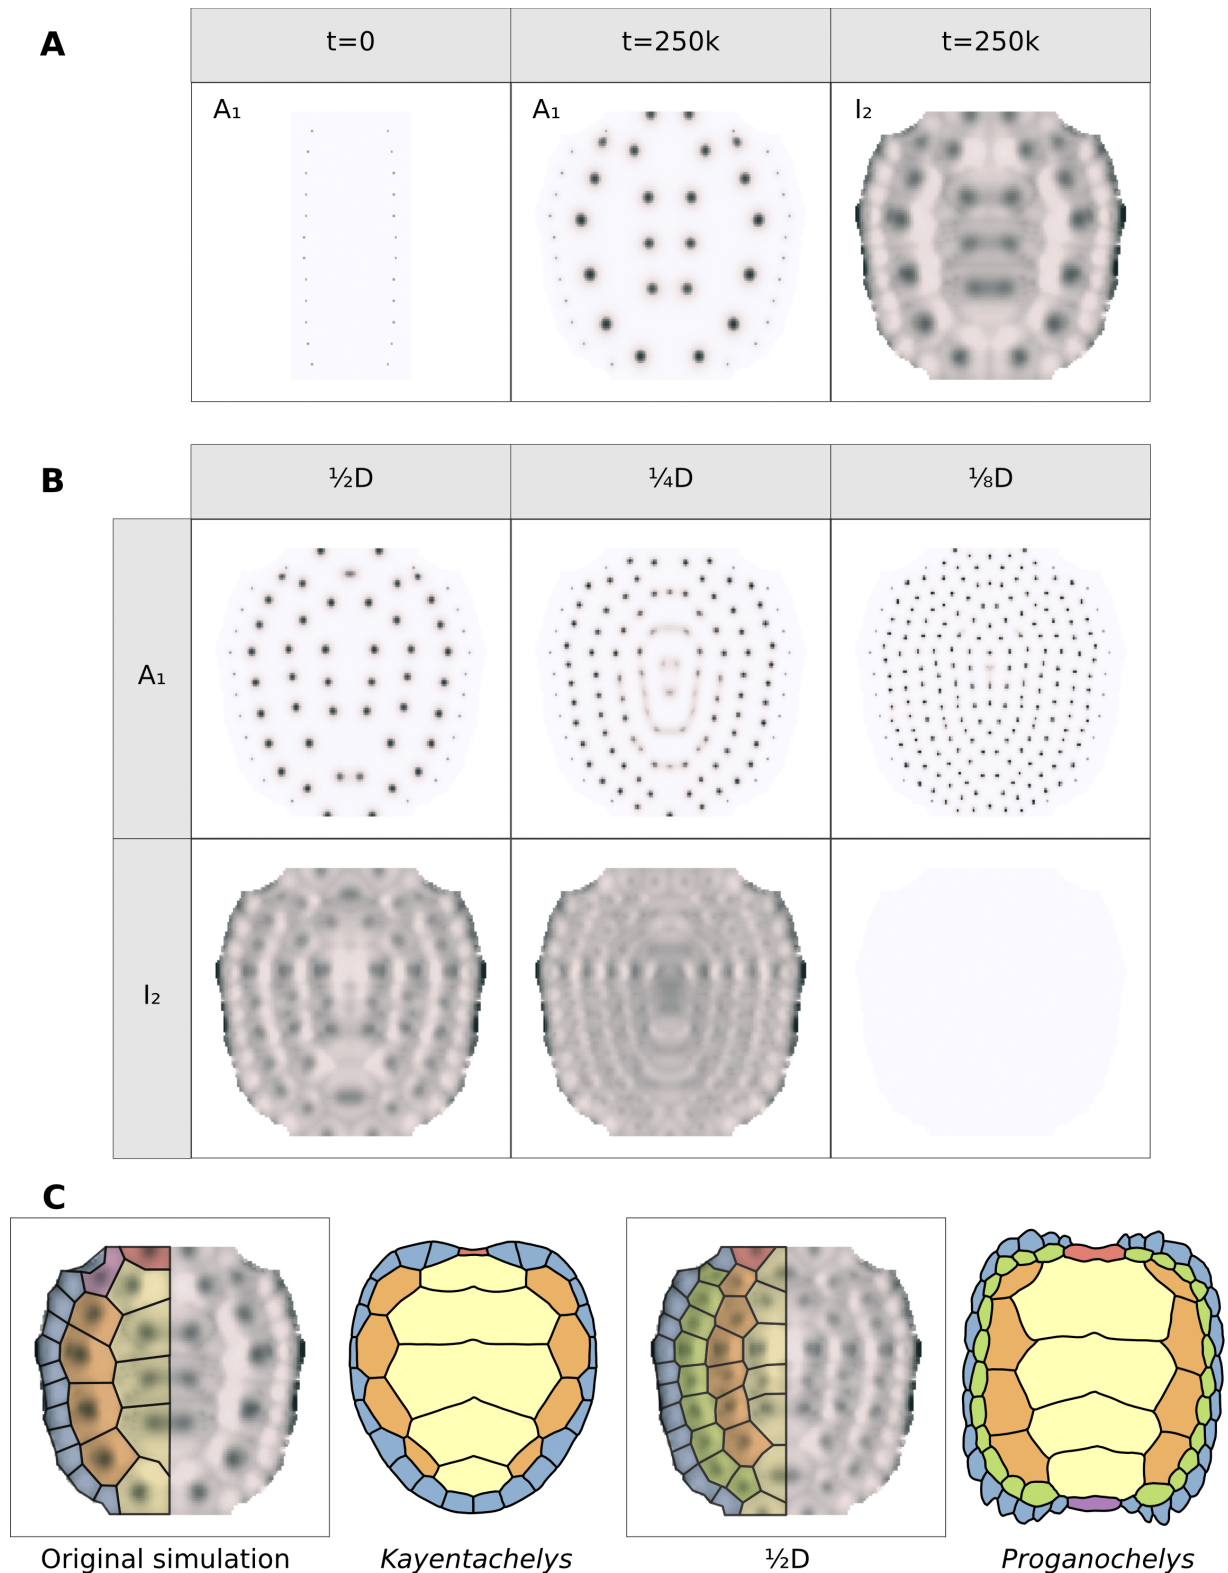 A
t=0 t=250k t=250k
A₁ A₁ I₂
B
½D ¼D ⅛D
A₁
I₂
C
Original simulation Kayentachelys ½D Proganochelys